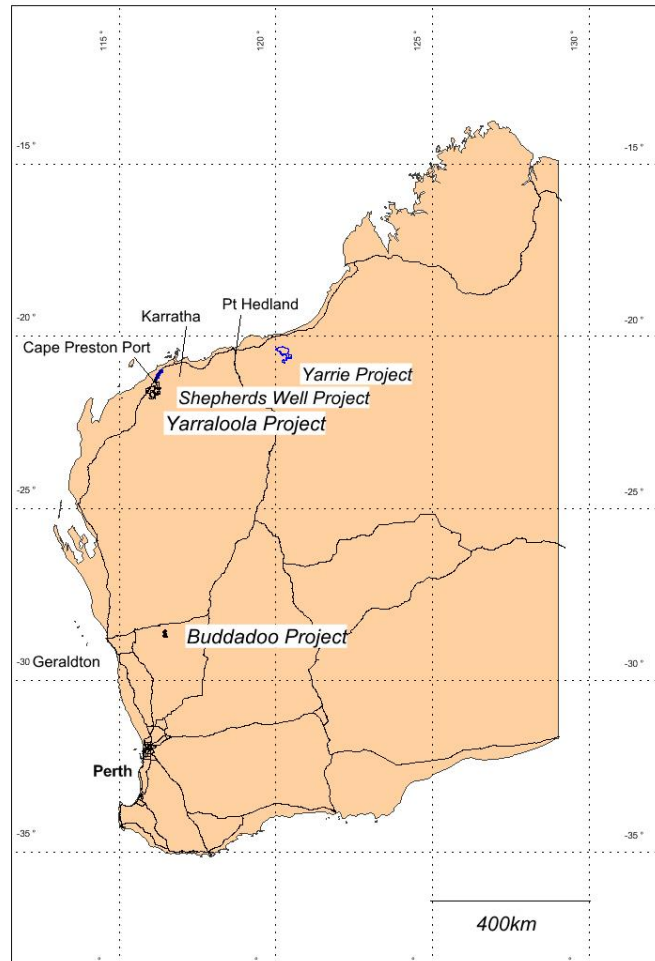 115°
120°
125°
130°
-15°
-15°
-20°
-20°
Pt Hedland
Karratha
Cape Preston Port
Yarrie Project
Shepherds Well Project
Yarraloola Project
-25°
-25°
Buddadoo Project
Geraldton
-30°
-30°
Perth
-35°
-35°
400km